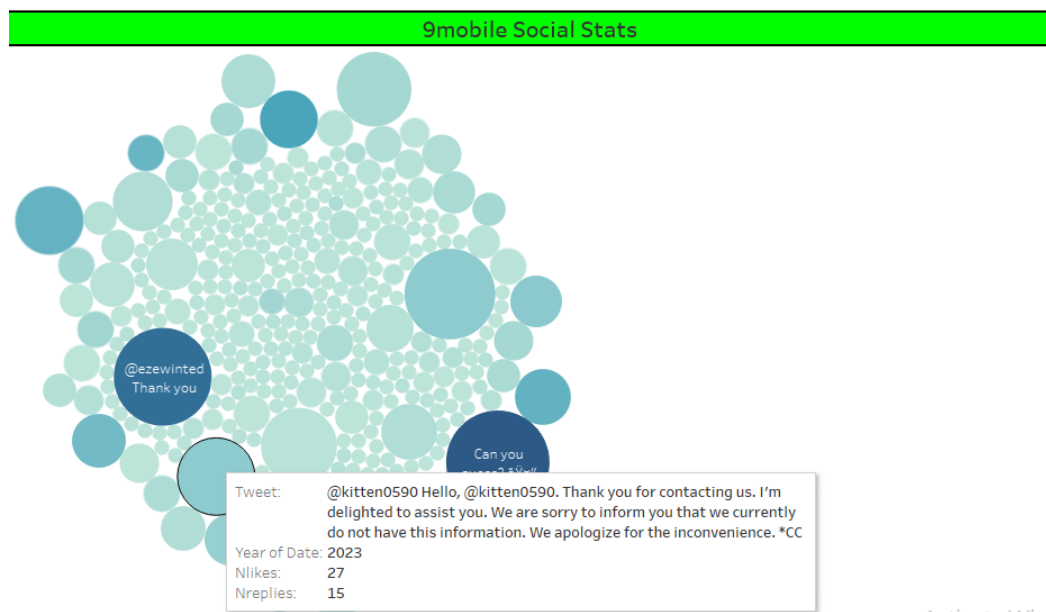 9mobile Social Stats
@ezewinted
Thank you
Can you
Tweet: @kitten0590 Hello, @kitten0590. Thank you for contacting us. I'm
delighted to assist you. We are sorry to inform you that we currently
do not have this information. We apologize for the inconvenience. *CC
Year of Date: 2023
Nlikes: 27
Nreplies: 15